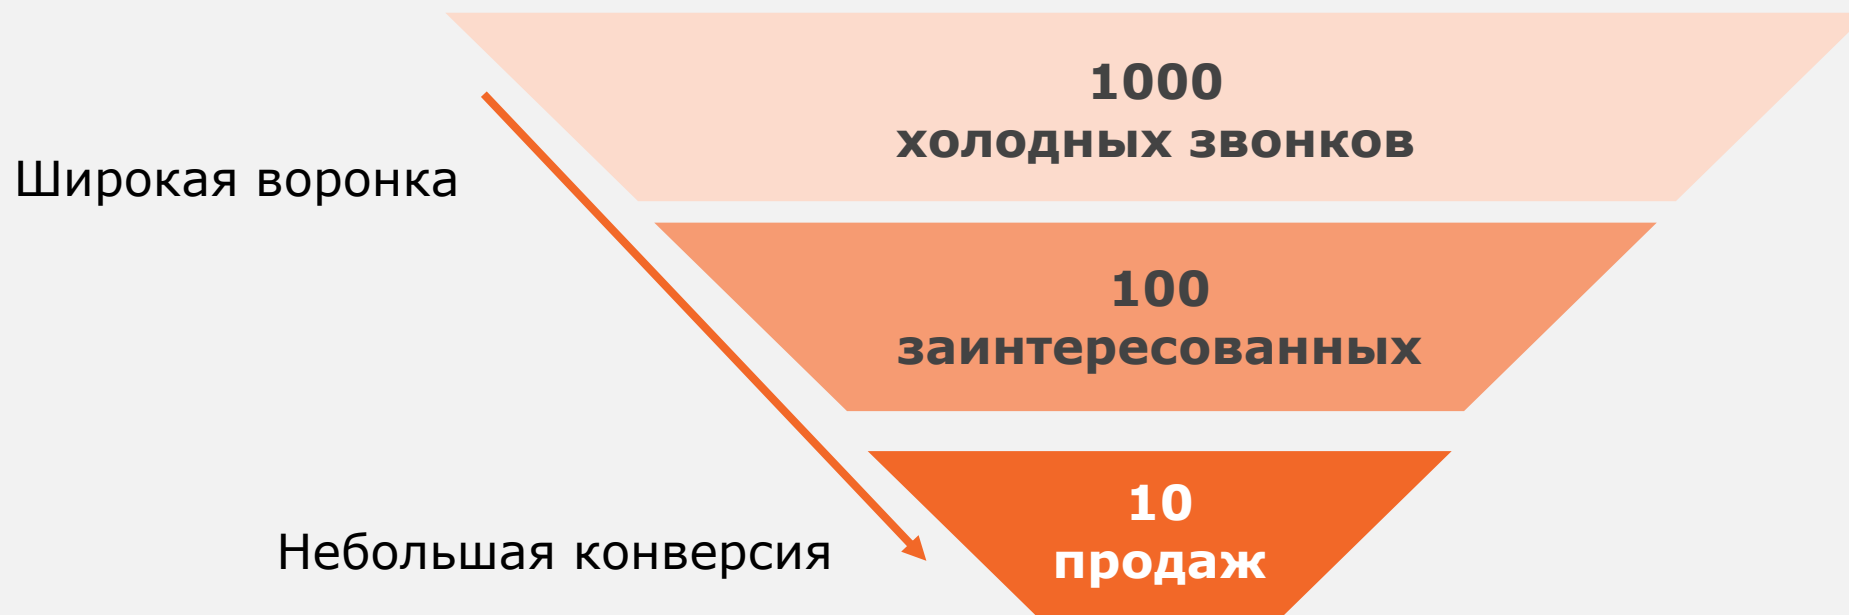 1000
холодных звонков
Широкая воронка
100
заинтересованных
10
продаж
Небольшая конверсия